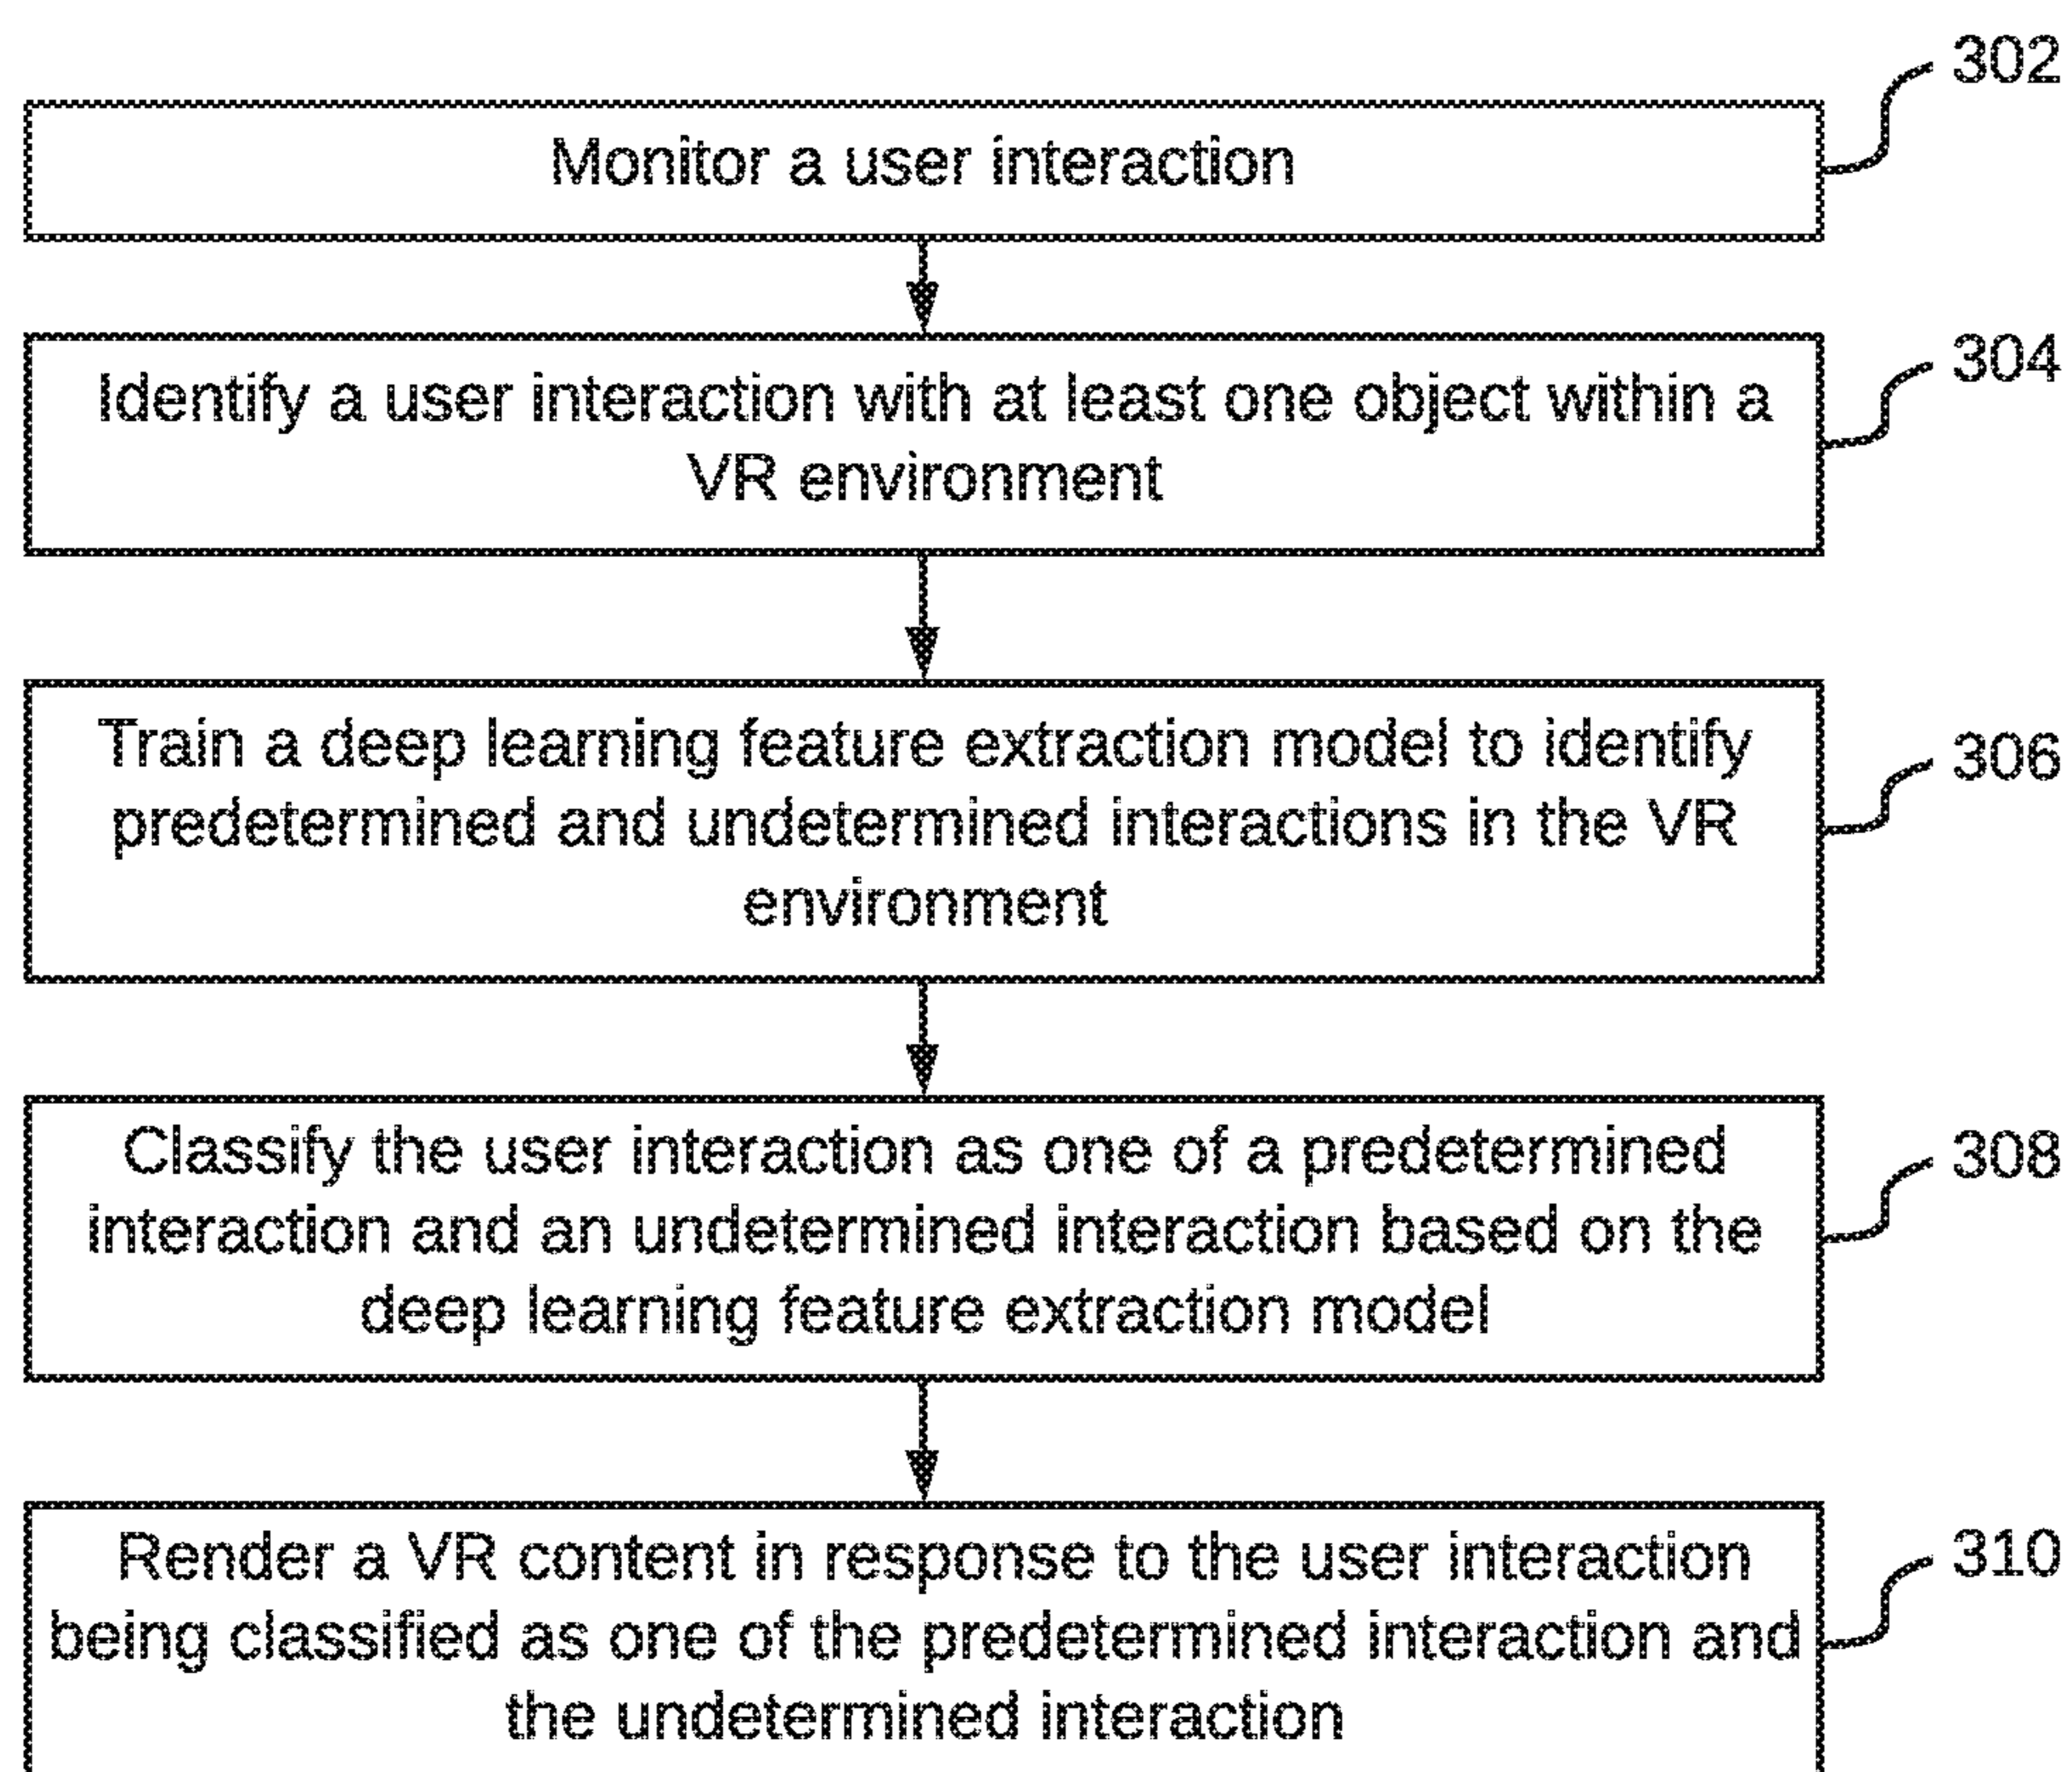 302
Monitor a user interaction
304
Identify a user interaction with at least one object within a
VR environment
306
Train a deep learning feature extraction model to identify
predetermined and undetermined interactions in the VR
environment
308
Classify the user interaction as one of a predetermined
interaction and an undetermined interaction based on the
deep learning feature extraction model
310
Render a VR content in response to the user interaction
being classified as one of the predetermined interaction and
the undetermined interaction